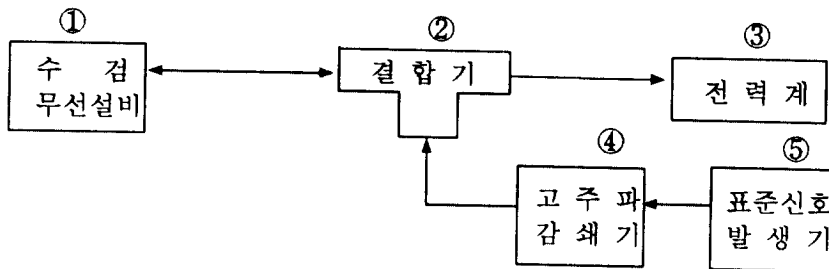 ①
수 검
무선설비
②
결 합 기
③
전 력 계
④
고 주 파
감 쇄 기
⑤
표준신호
발 생 기